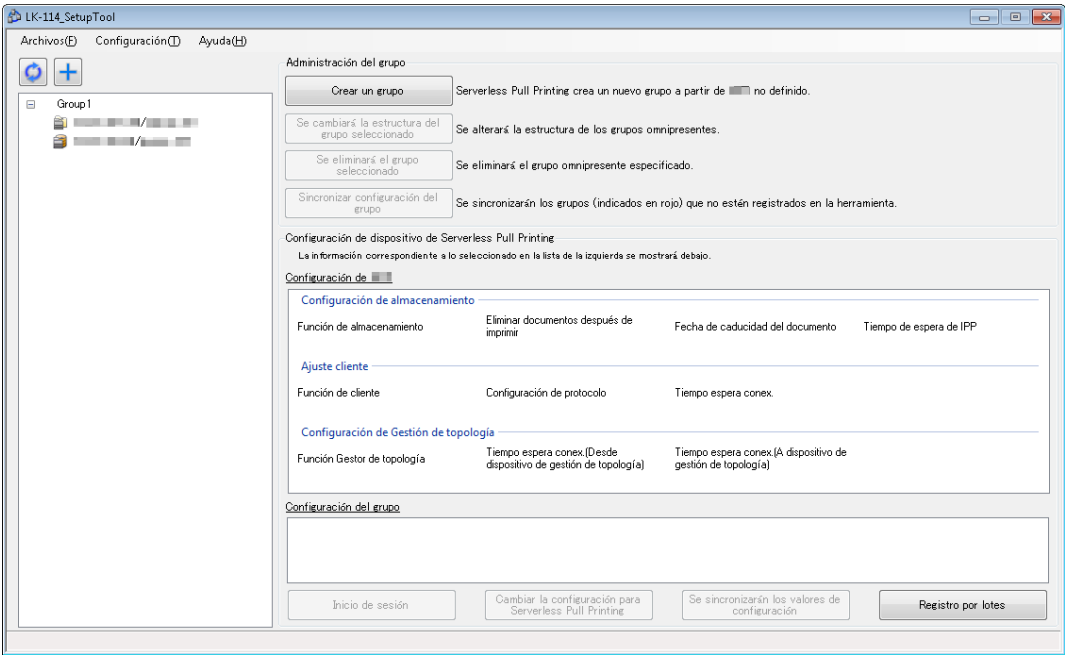 LK-114_SetupTool
Archivos(F) Configuración(T) Ayuda(H)
Group1
/
/
Administración del grupo
Crear un grupo
Serverless Pull Printing crea un nuevo grupo a partir de no definido.
Se cambiará la estructura del
grupo seleccionado
Se alterará la estructura de los grupos omnipresentes.
Se eliminará el grupo
seleccionado
Se eliminará el grupo omnipresente especificado.
Sincronizar configuración del
grupo
Se sincronizarán los grupos (indicados en rojo) que no estén registrados en la herramienta.
Configuración de dispositivo de Serverless Pull Printing
La información correspondiente a lo seleccionado en la lista de la izquierda se mostrará debajo.
Configuración de
Configuración de almacenamiento
Función de almacenamiento
Eliminar documentos después de
imprimir
Fecha de caducidad del documento
Tiempo de espera de IPP
Ajuste cliente
Función de cliente
Configuración de protocolo
Tiempo espera conex.
Configuración de Gestión de topología
Función Gestor de topología
Tiempo espera conex.(Desde
dispositivo de gestión de topología)
Tiempo espera conex.(A dispositivo de
gestión de topología)
Configuración del grupo
Inicio de sesión
Cambiar la configuración para
Serverless Pull Printing
Se sincronizarán los valores de
configuración
Registro por lotes